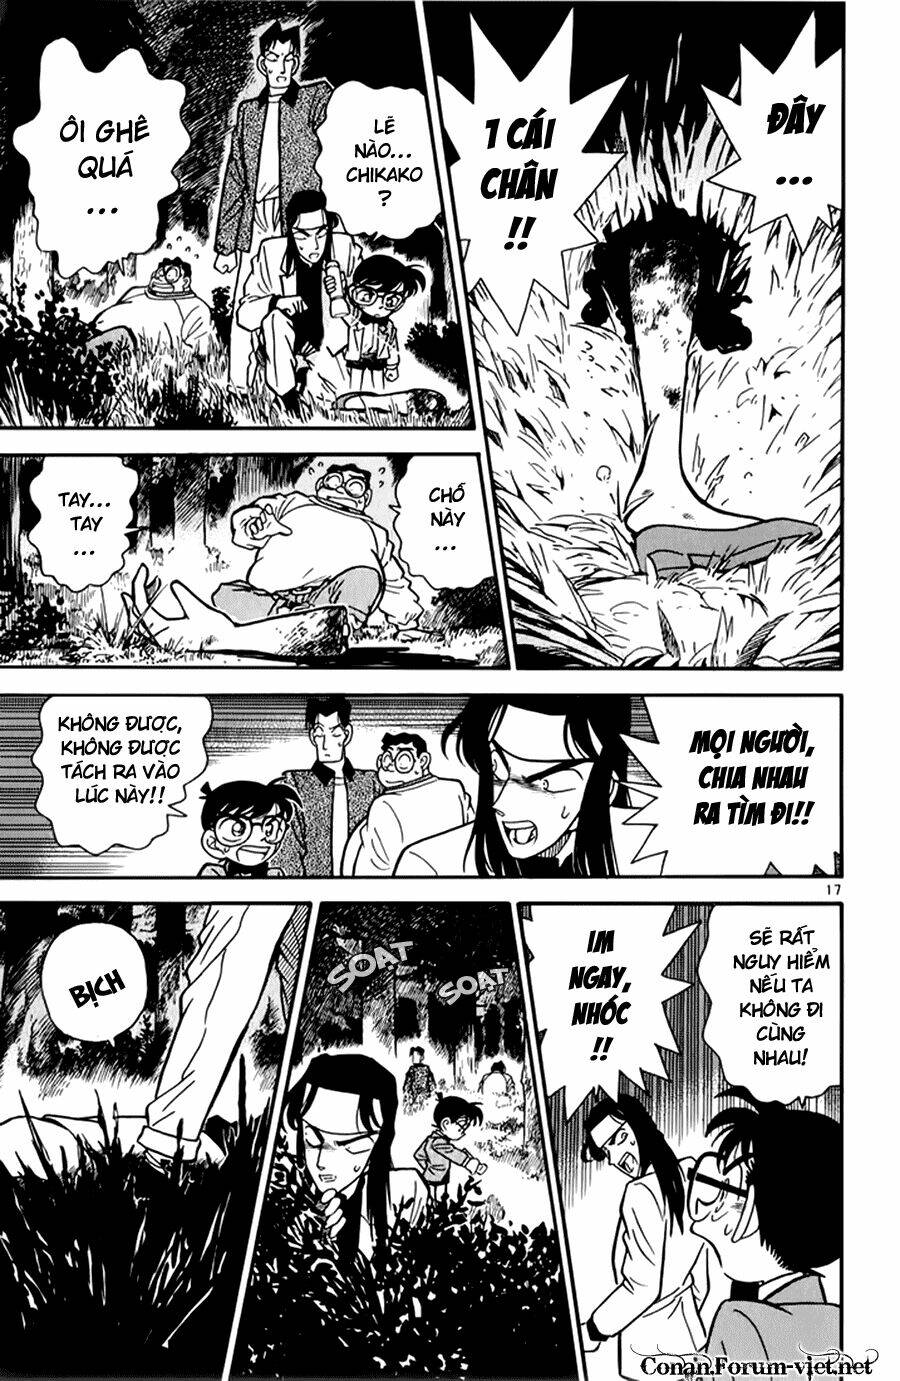 ĐÂY
...
1 CÁI
CHÂN
!!
LẼ
NÀO...
CHIKAKO
?
ÔI GHÊ
QUÁ
...
CHỖ
NÀY
...
TAY...
TAY
...
MỌI NGƯỜI,
CHIA NHAU
RA TÌM ĐI!!
KHÔNG ĐƯỢC,
KHÔNG ĐƯỢC
TÁCH RA VÀO
LÚC NÀY!!
17
SẼ RẤT
NGUY HIỂM
NẾU TA
KHÔNG ĐI
CÙNG
NHAU!
IM
NGAY,
NHÓC
!!
SOẠT
SOẠT
BỊCH
Conan.Forum-viet.net